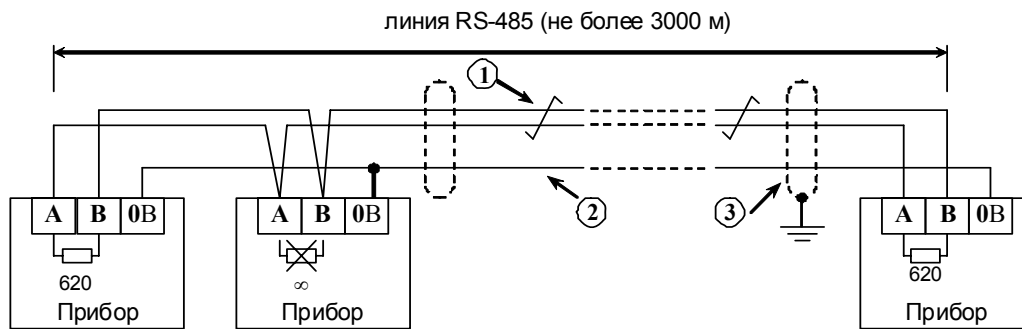 линия RS-485 (не более 3000 м)
1
2
3
A B 0В
A B 0В
A B 0В
620
∞
620
Прибор
Прибор
Прибор